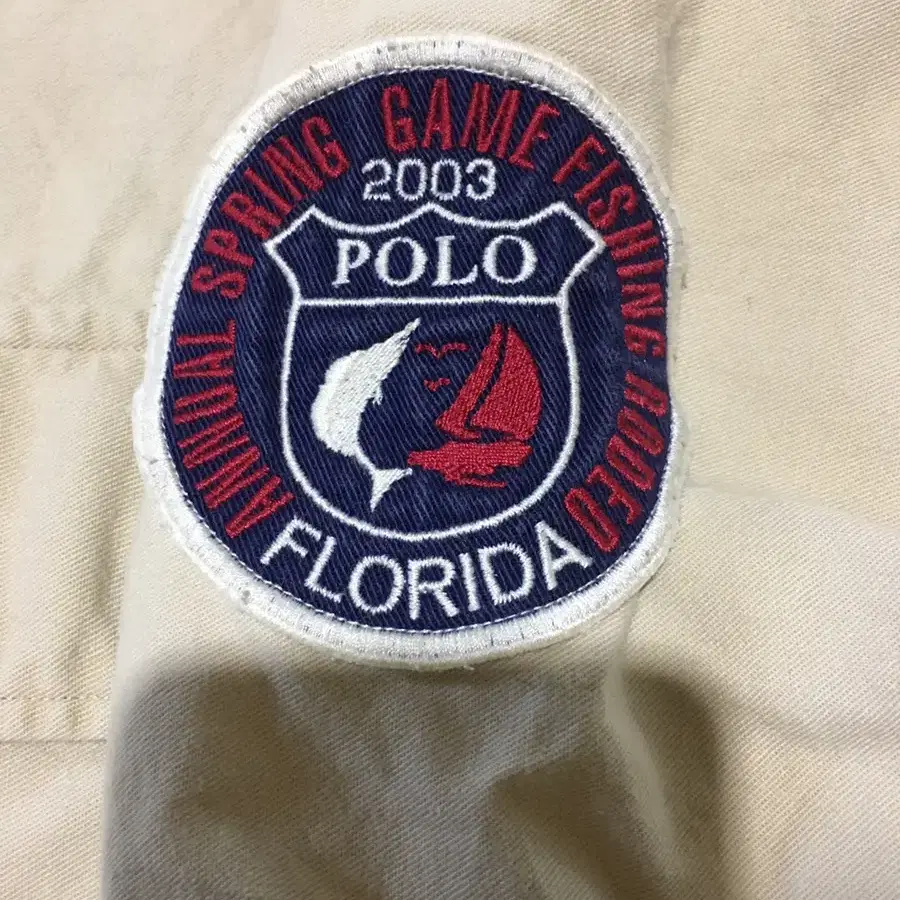 ANNUAL SPRING GAME FISHING RODEO
2003
POLO
FLORIDA